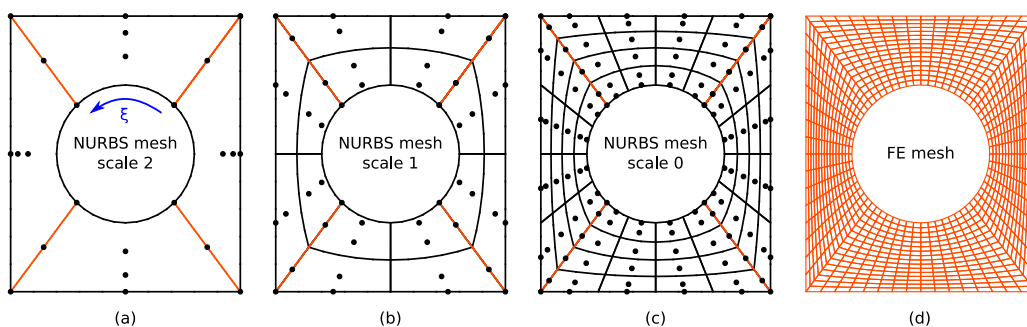 ξ
NURBS mesh
scale 2
NURBS mesh
scale 1
NURBS mesh
scale 0
FE mesh
(a)
(b)
(c)
(d)